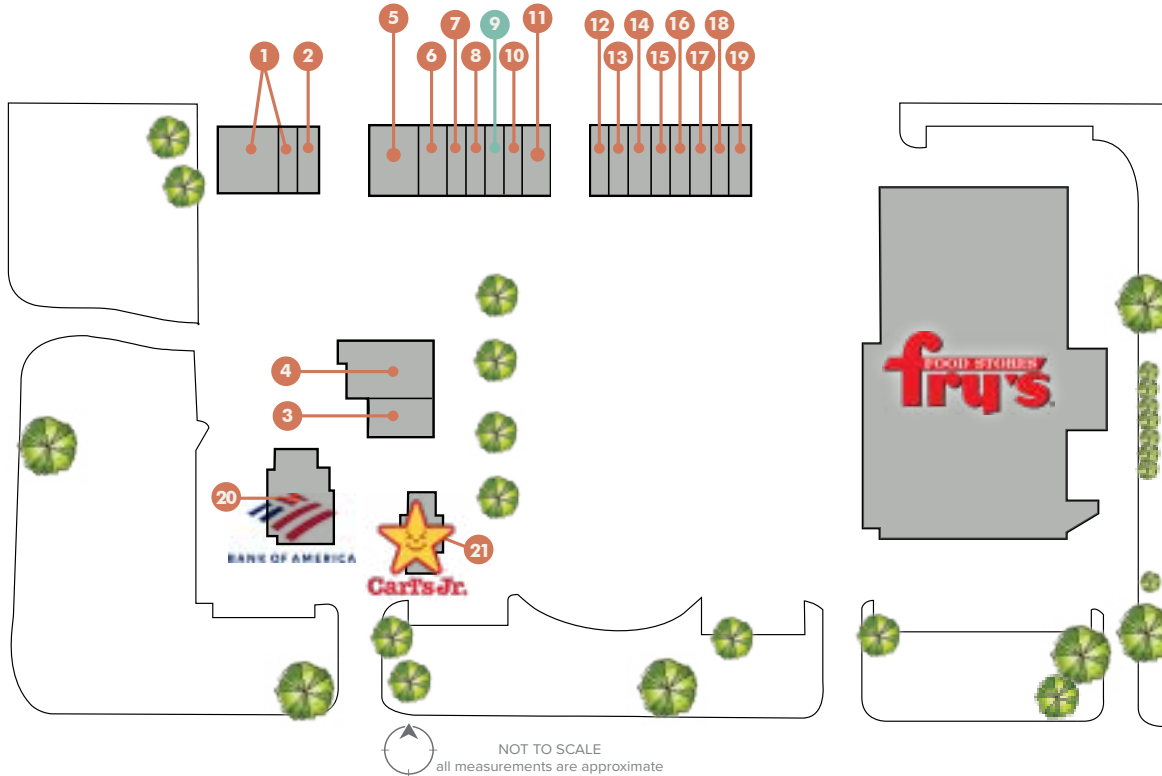 5 7 9 11 12 14 16 18
1 2 6 8 10 13 15 17 19
FOOD STORES
fry's
4
3
20
BANK OF AMERICA
21
Carl's Jr.
NOT TO SCALE
all measurements are approximate